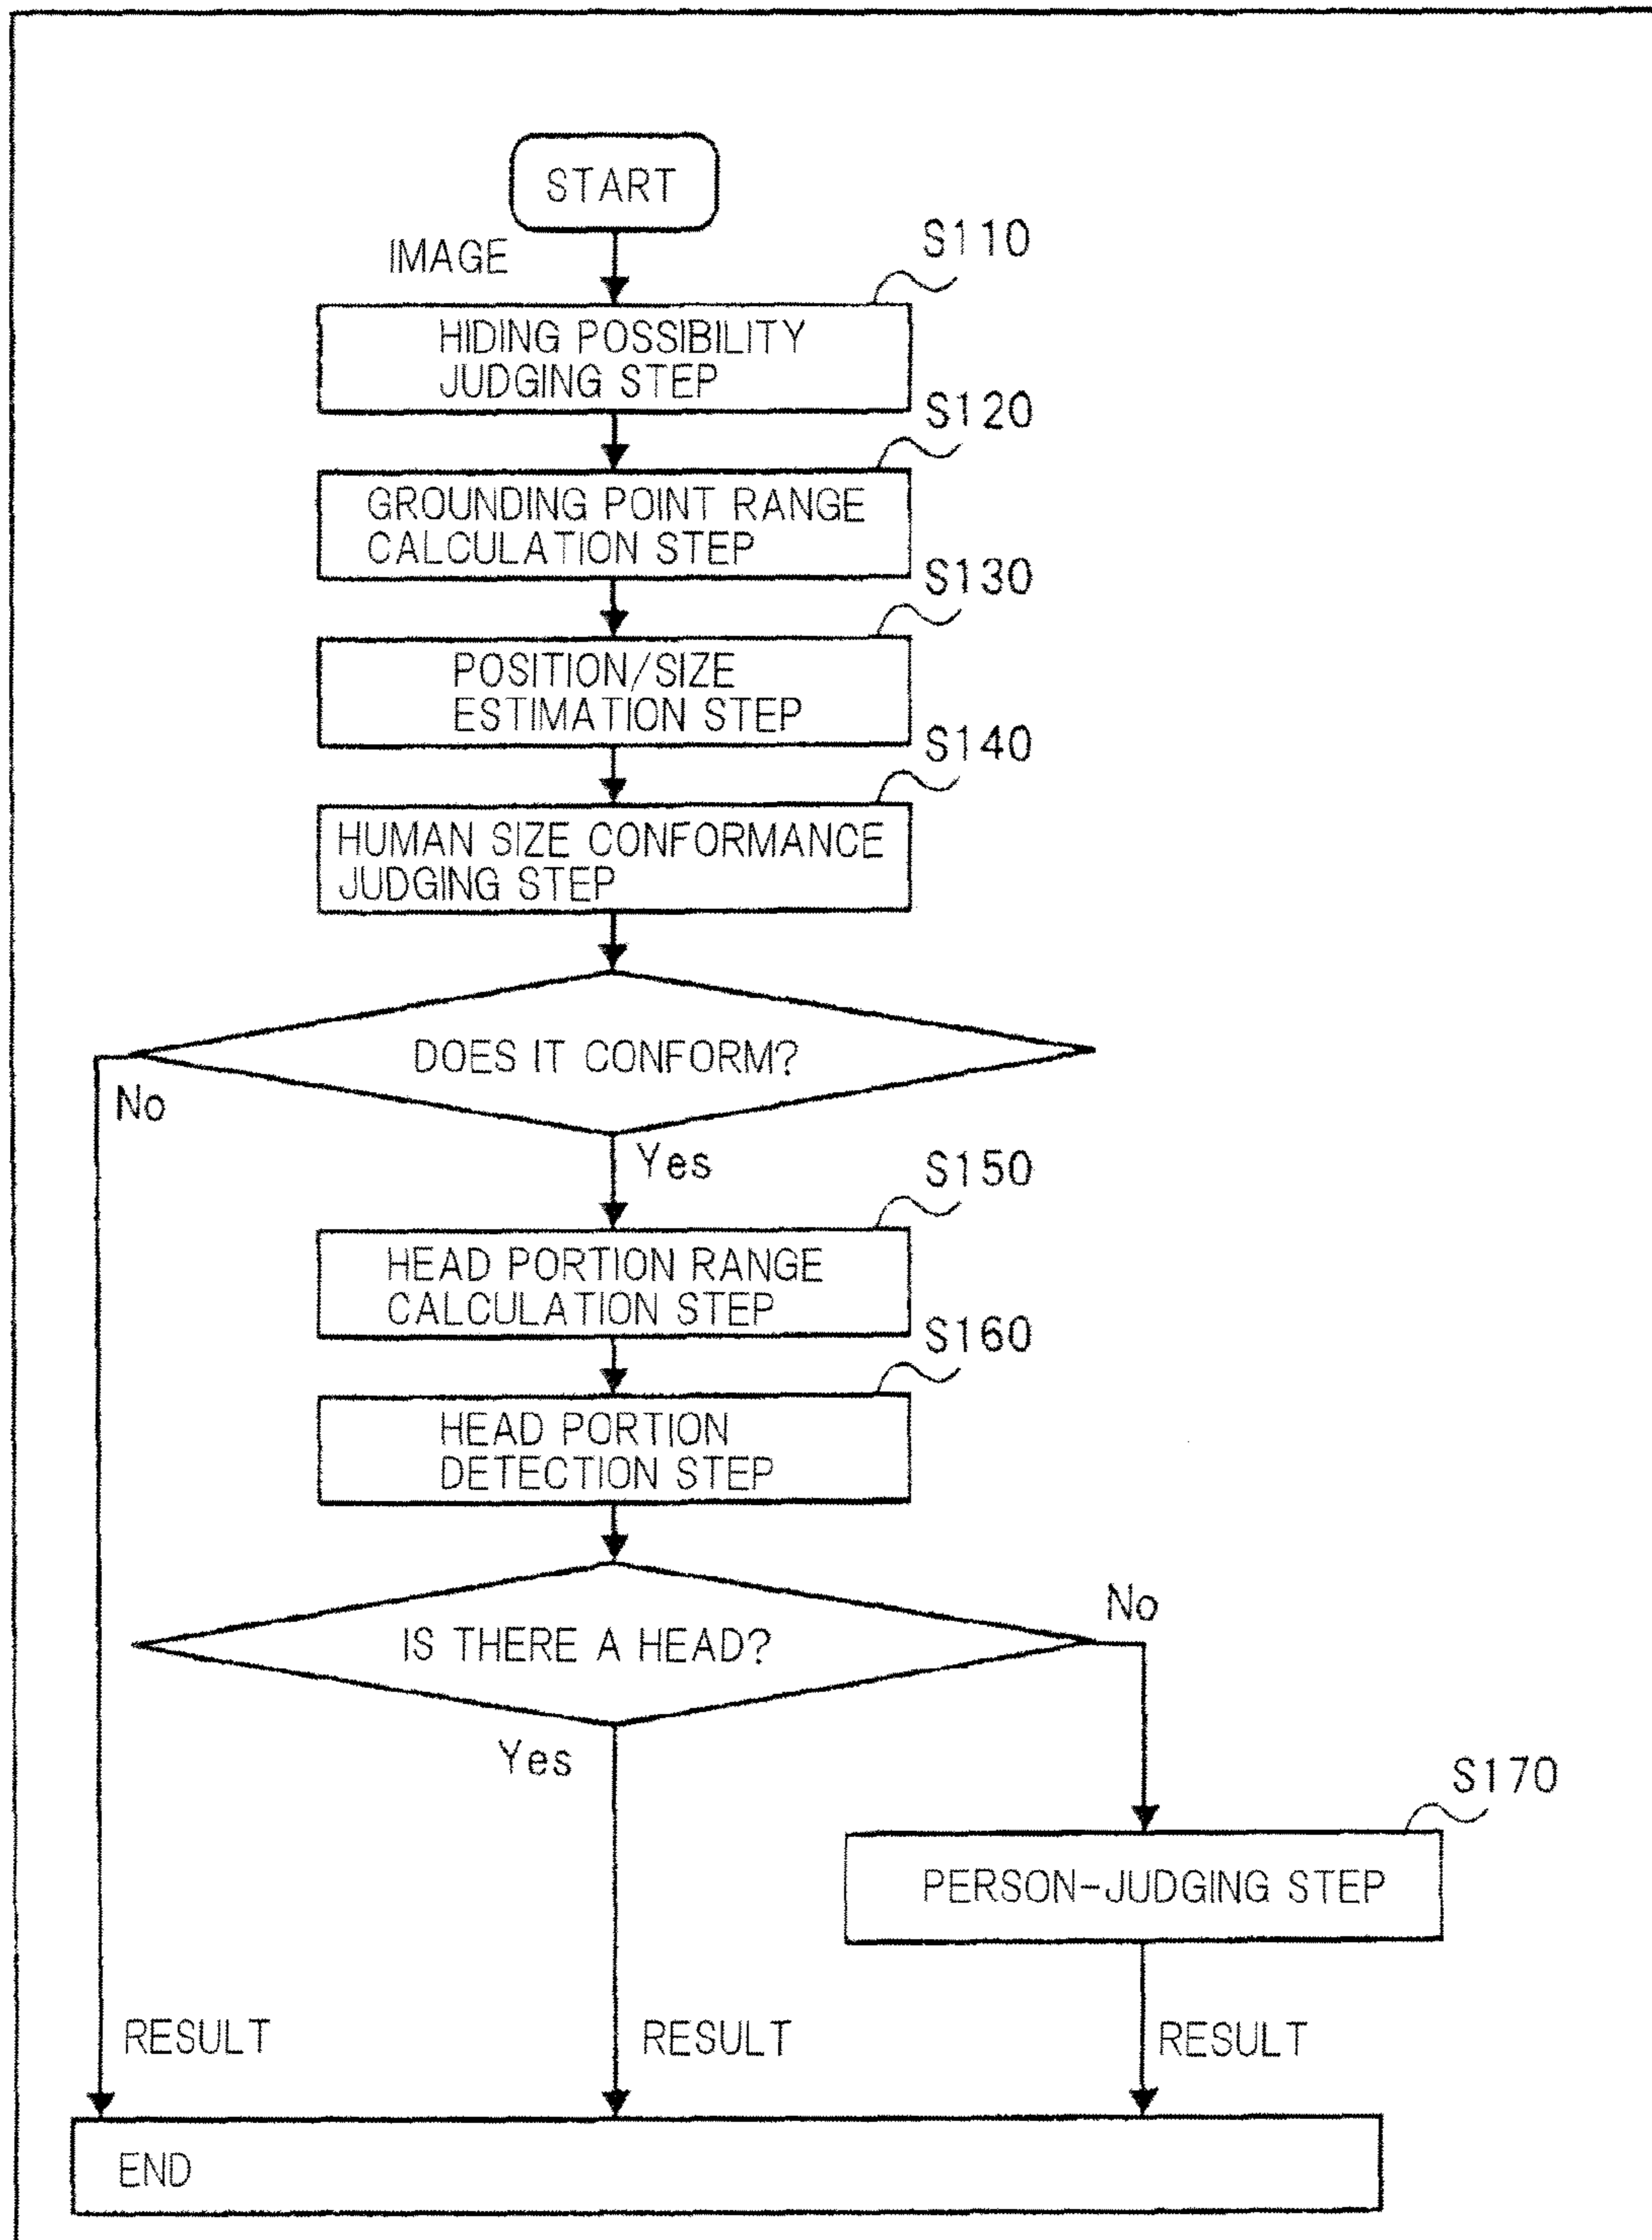 START
IMAGE
S110
HIDING POSSIBILITY
JUDGING STEP
S120
GROUNDING POINT RANGE
CALCULATION STEP
S130
POSITION/SIZE
ESTIMATION STEP
S140
HUMAN SIZE CONFORMANCE
JUDGING STEP
DOES IT CONFORM?
No
Yes
S150
HEAD PORTION RANGE
CALCULATION STEP
S160
HEAD PORTION
DETECTION STEP
IS THERE A HEAD?
No
Yes
S170
PERSON-JUDGING STEP
RESULT
RESULT
RESULT
END